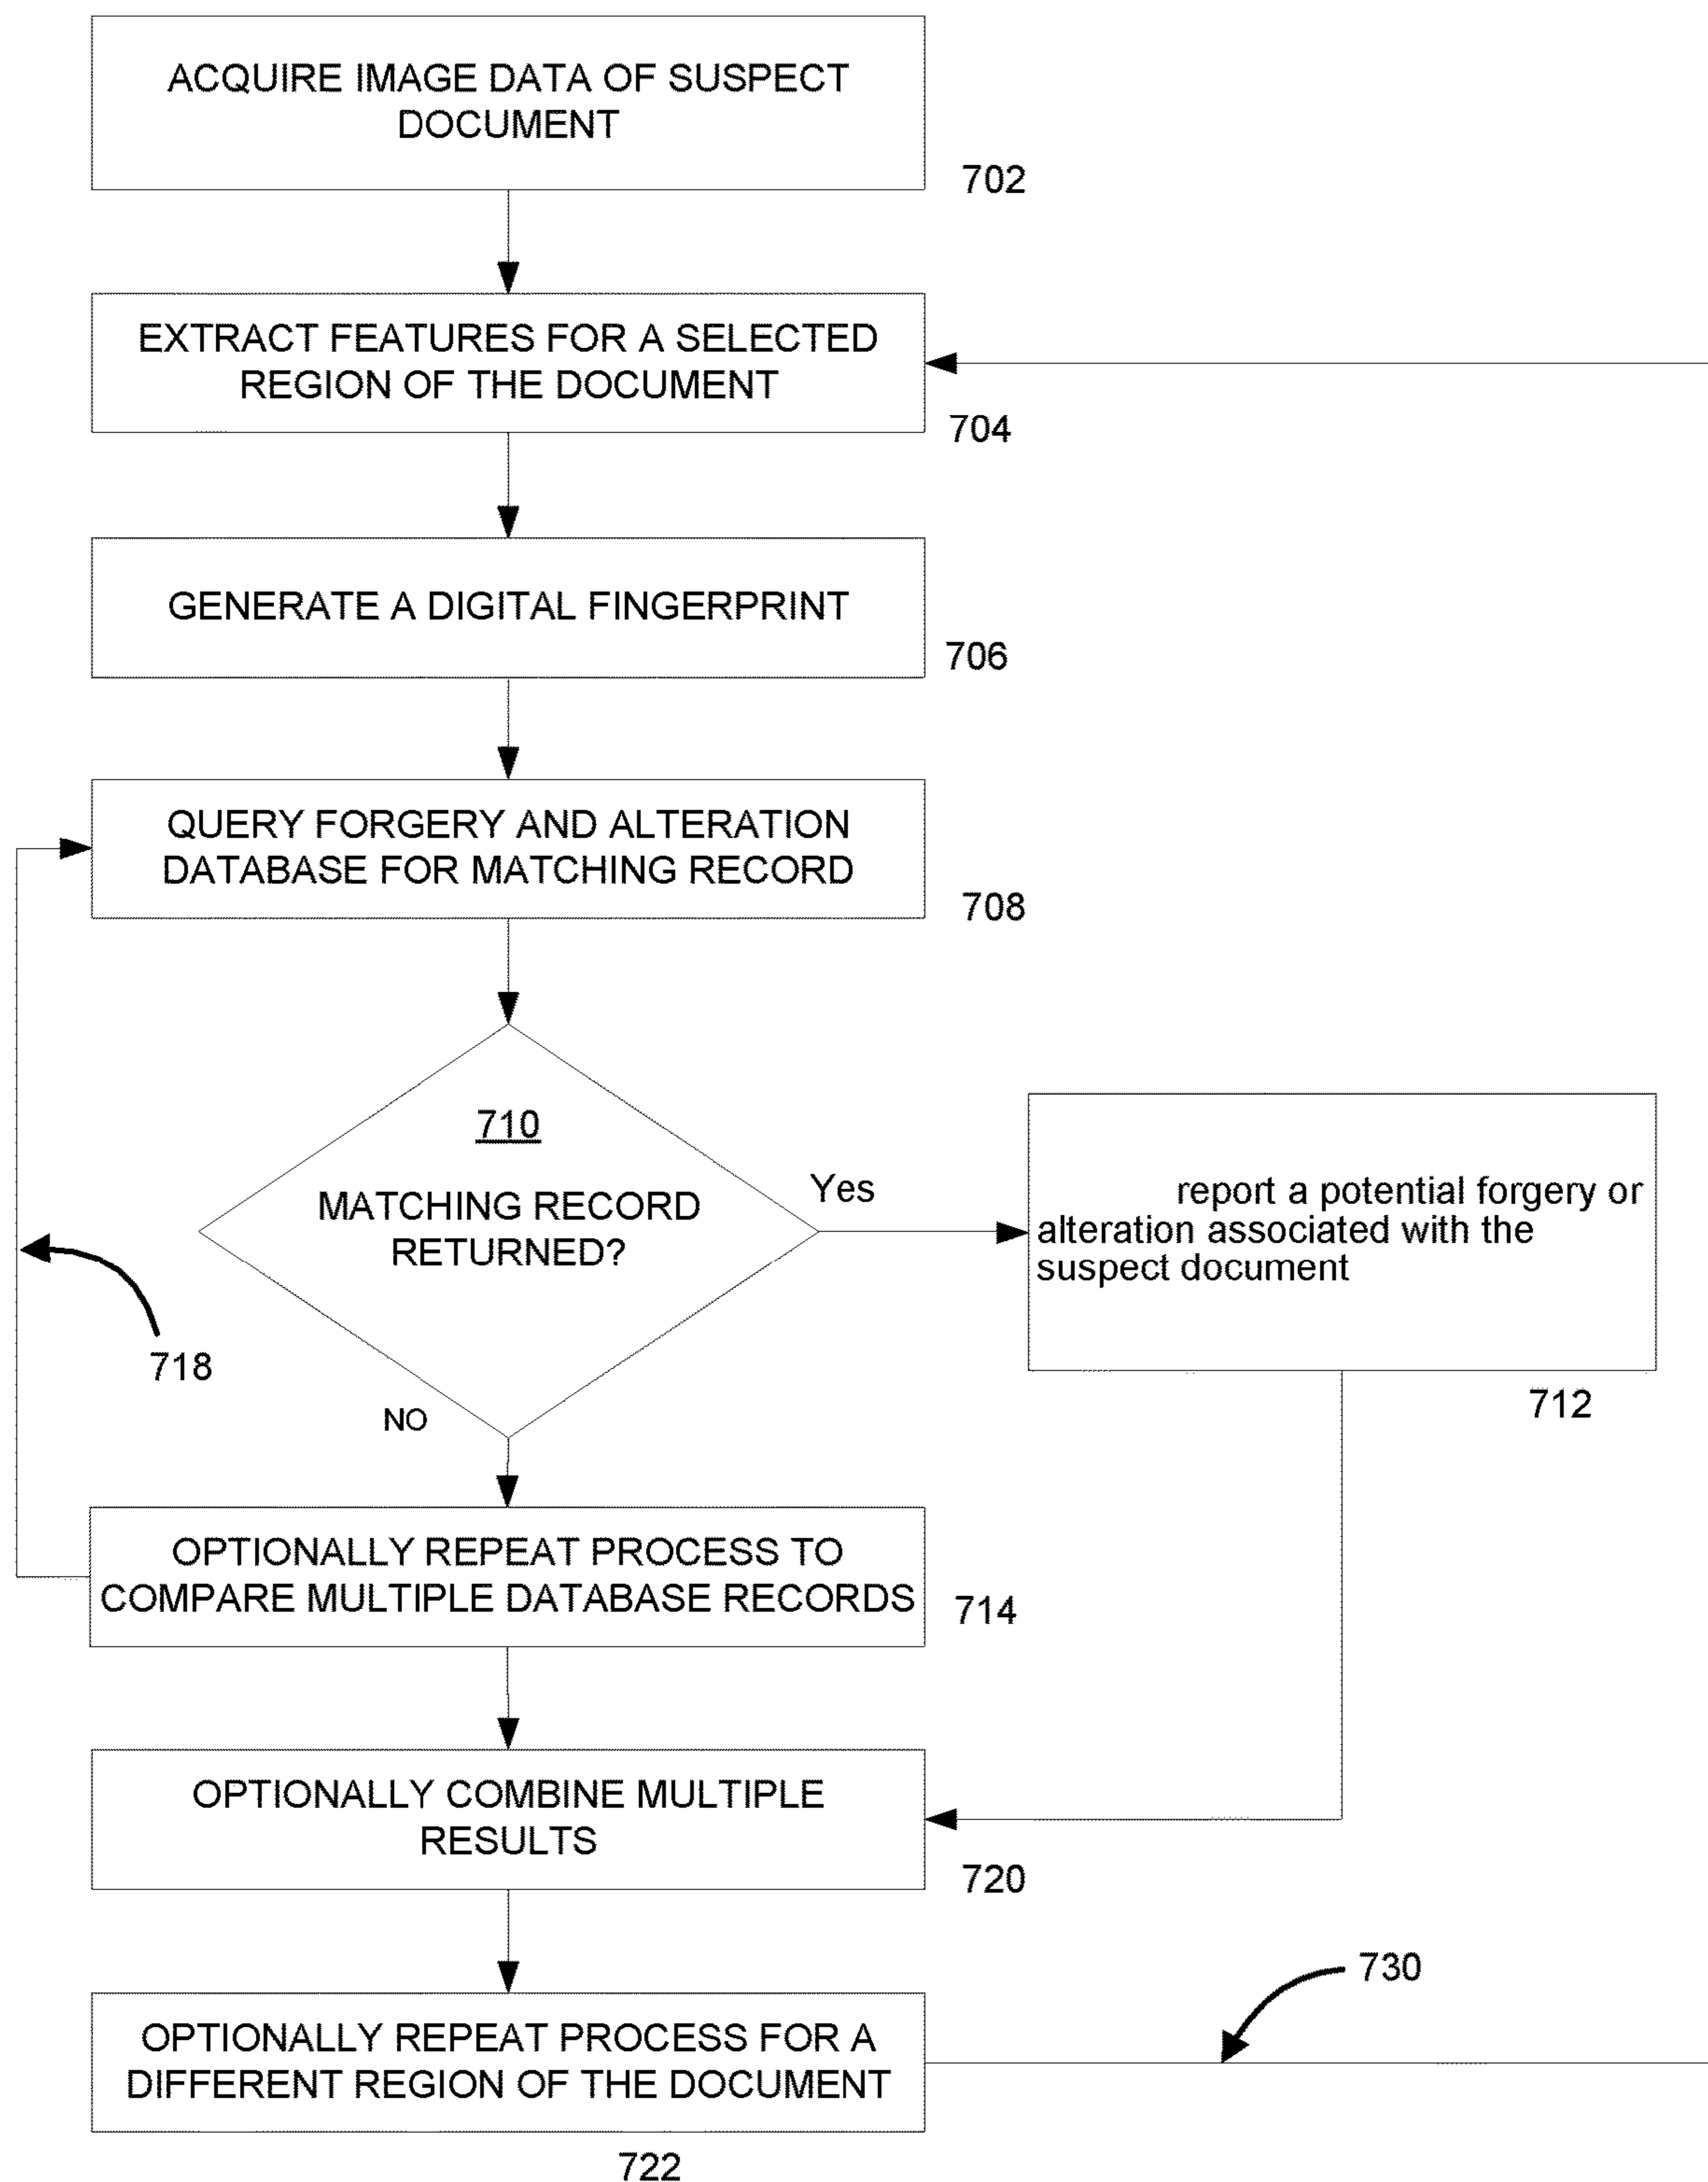 ACQUIRE IMAGE DATA OF SUSPECT
DOCUMENT
702
EXTRACT FEATURES FOR A SELECTED
REGION OF THE DOCUMENT
704
GENERATE A DIGITAL FINGERPRINT
706
QUERY FORGERY AND ALTERATION
DATABASE FOR MATCHING RECORD
708
710
MATCHING RECORD
RETURNED?
Yes
report a potential forgery or
alteration associated with the
suspect document
712
718
NO
OPTIONALLY REPEAT PROCESS TO
COMPARE MULTIPLE DATABASE RECORDS
714
OPTIONALLY COMBINE MULTIPLE
RESULTS
720
730
OPTIONALLY REPEAT PROCESS FOR A
DIFFERENT REGION OF THE DOCUMENT
722